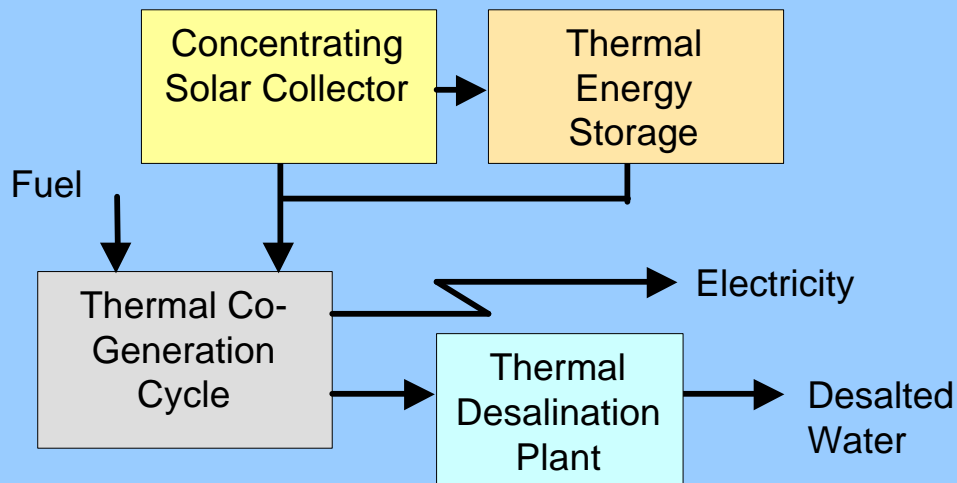 Concentrating
Solar Collector
Thermal
Energy
Storage
Fuel
Thermal Co-
Generation
Cycle
Electricity
Thermal
Desalination
Plant
Desalted
Water